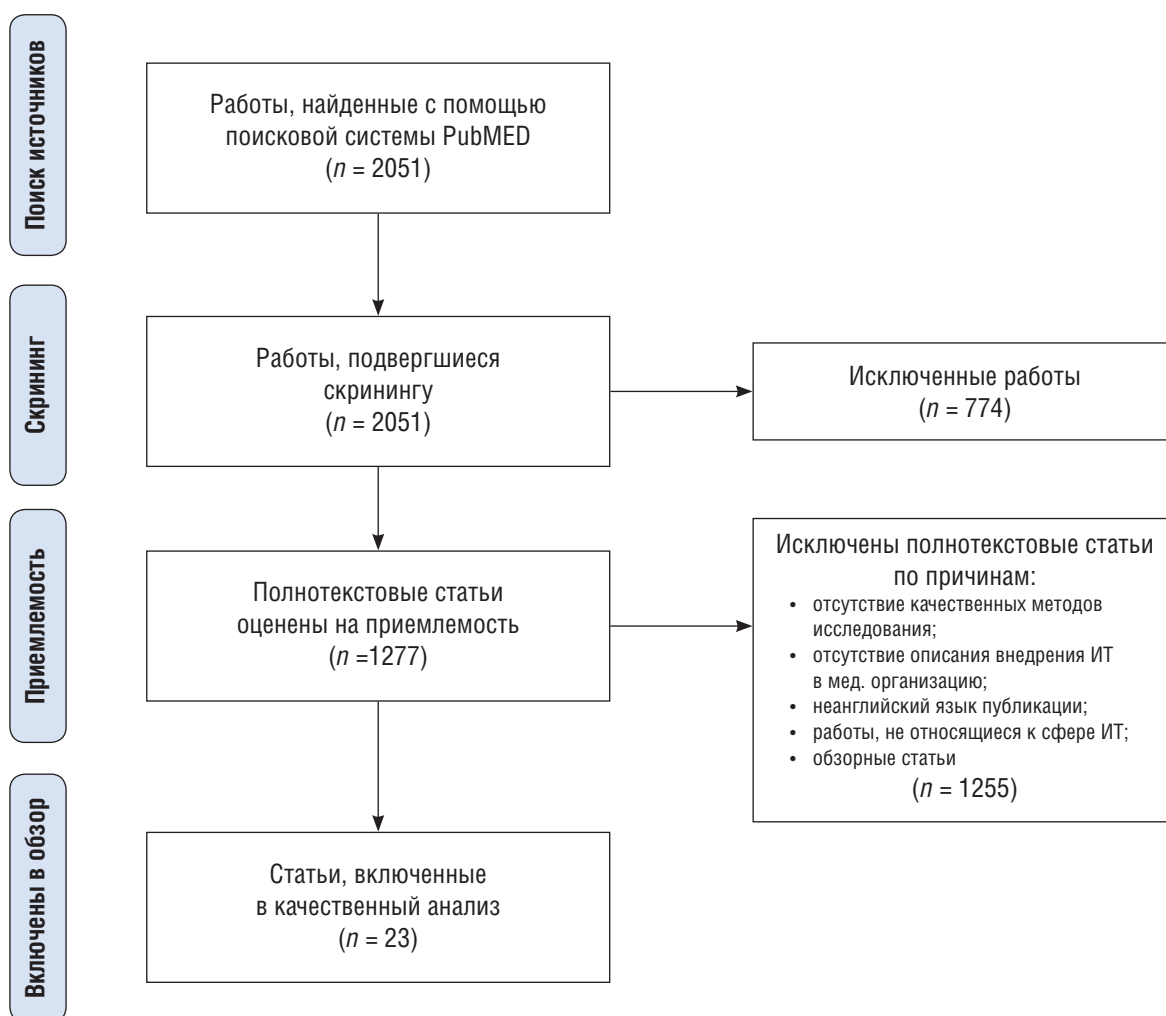 Поиск источников
Работы, найденные с помощью
поисковой системы PubMED
(n = 2051)
Скрининг
Работы, подвергшиеся
скринингу
(n = 2051)
Исключенные работы
(n = 774)
Приемлемость
Полнотекстовые статьи
оценены на приемлемость
(n =1277)
Исключены полнотекстовые статьи
по причинам:
• отсутствие качественных методов
исследования;
• отсутствие описания внедрения ИТ
в мед. организацию;
• неанглийский язык публикации;
• работы, не относящиеся к сфере ИТ;
• обзорные статьи
(n = 1255)
Включены в обзор
Статьи, включенные
в качественный анализ
(n = 23)